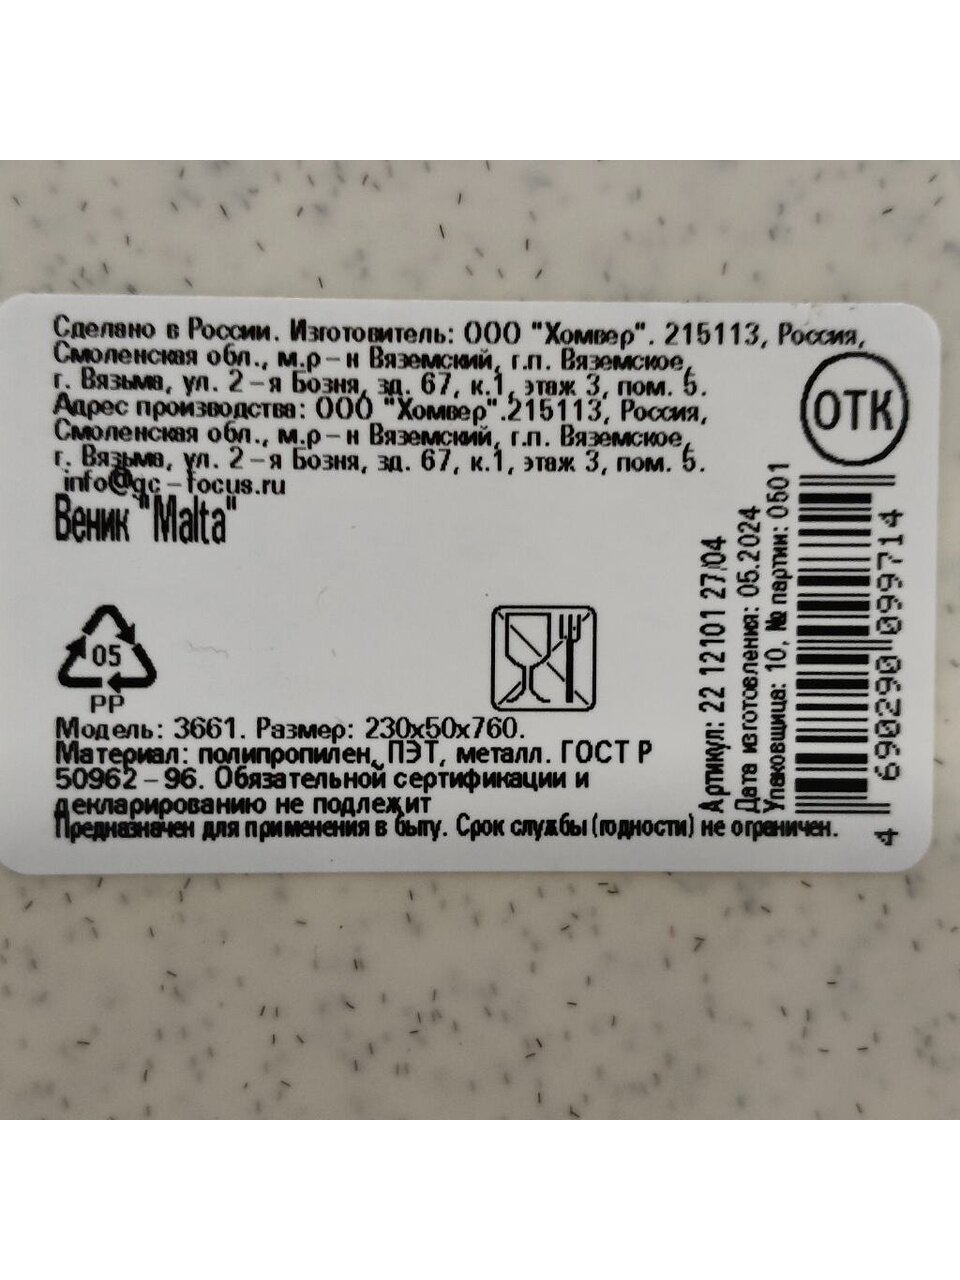 Сделано в России. Изготовитель: ООО "Хомвер". 215113, Россия,
Смоленская обл., м.р-н Вяземский, г.п. Вяземское,
г. Вязьма, ул. 2-я Бозня, зд. 67, к.1, этаж 3, пом. 5.
Адрес производства: ООО "Хомвер".215113, Россия,
Смоленская обл., м.р-н Вяземский, г.п. Вяземское,
г. Вязьма, ул. 2-я Бозня, зд. 67, к.1, этаж 3, пом. 5.
info@gc-focus.ru
Веник "Malta"
ОТК
05
PP
Модель: 3661. Размер: 230х50х760.
Материал: полипропилен, ПЭТ, металл. ГОСТ Р
50962-96. Обязательной сертификации и
декларированию не подлежит
Предназначен для применения в быту. Срок службы (годности) не ограничен.
Артикул: 22 12101 27 04
Дата изготовления: 05.2024
Упаковщица: 10, № партии: 0501
4 690290 099714